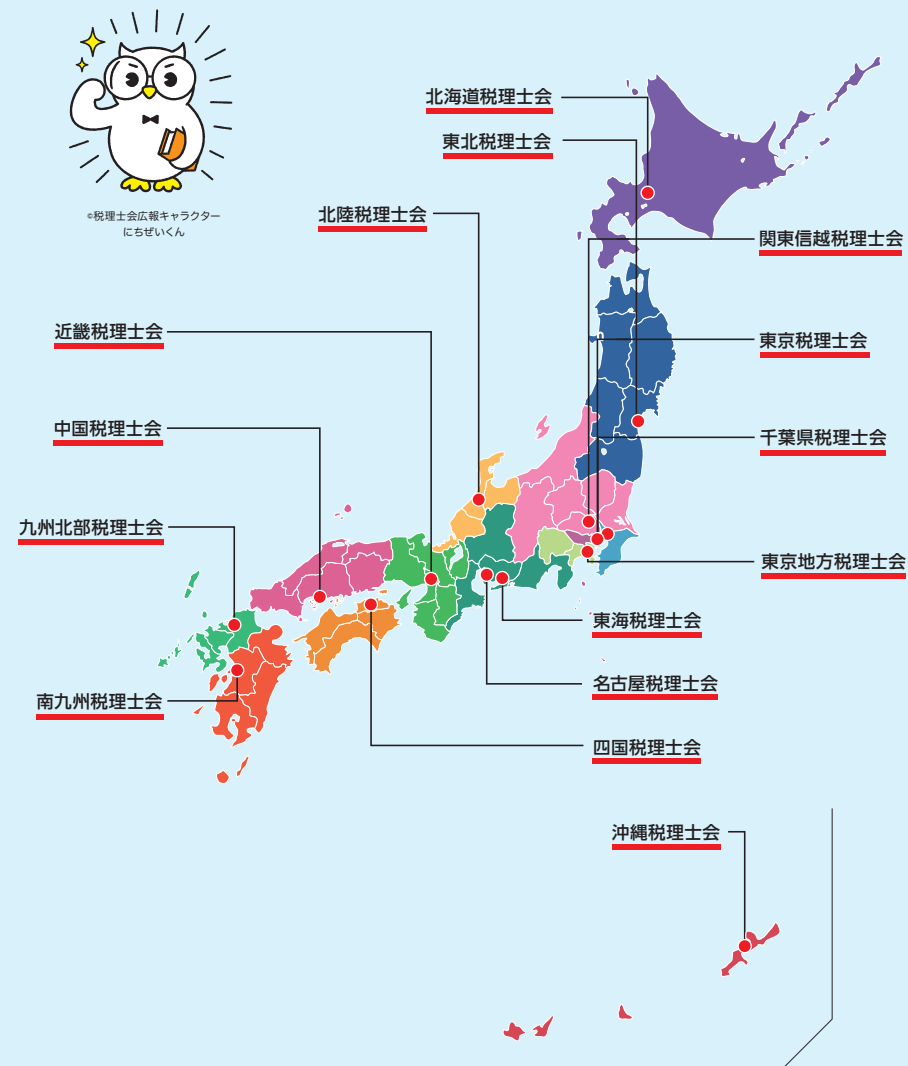 北海道税理士会
東北税理士会
©税理士会広報キャラクター
にちぜいくん
北陸税理士会
関東信越税理士会
近畿税理士会
東京税理士会
中国税理士会
千葉県税理士会
九州北部税理士会
東京地方税理士会
東海税理士会
名古屋税理士会
南九州税理士会
四国税理士会
沖縄税理士会